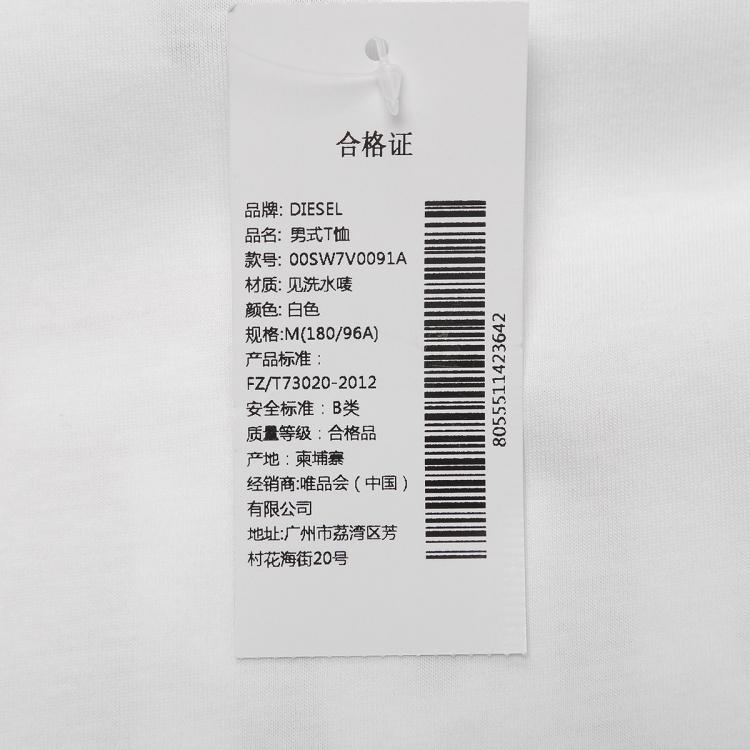 合格证
品牌: DIESEL
品名: 男式T恤
款号: 00SW7V0091A
材质: 见洗水唛
颜色: 白色
规格:M(180/96A)
产品标准：
FZ/T73020-2012
安全标准：B类
质量等级：合格品
产地：柬埔寨
经销商:唯品会（中国）
有限公司
地址:广州市荔湾区芳
村花海街20号
8055511423642